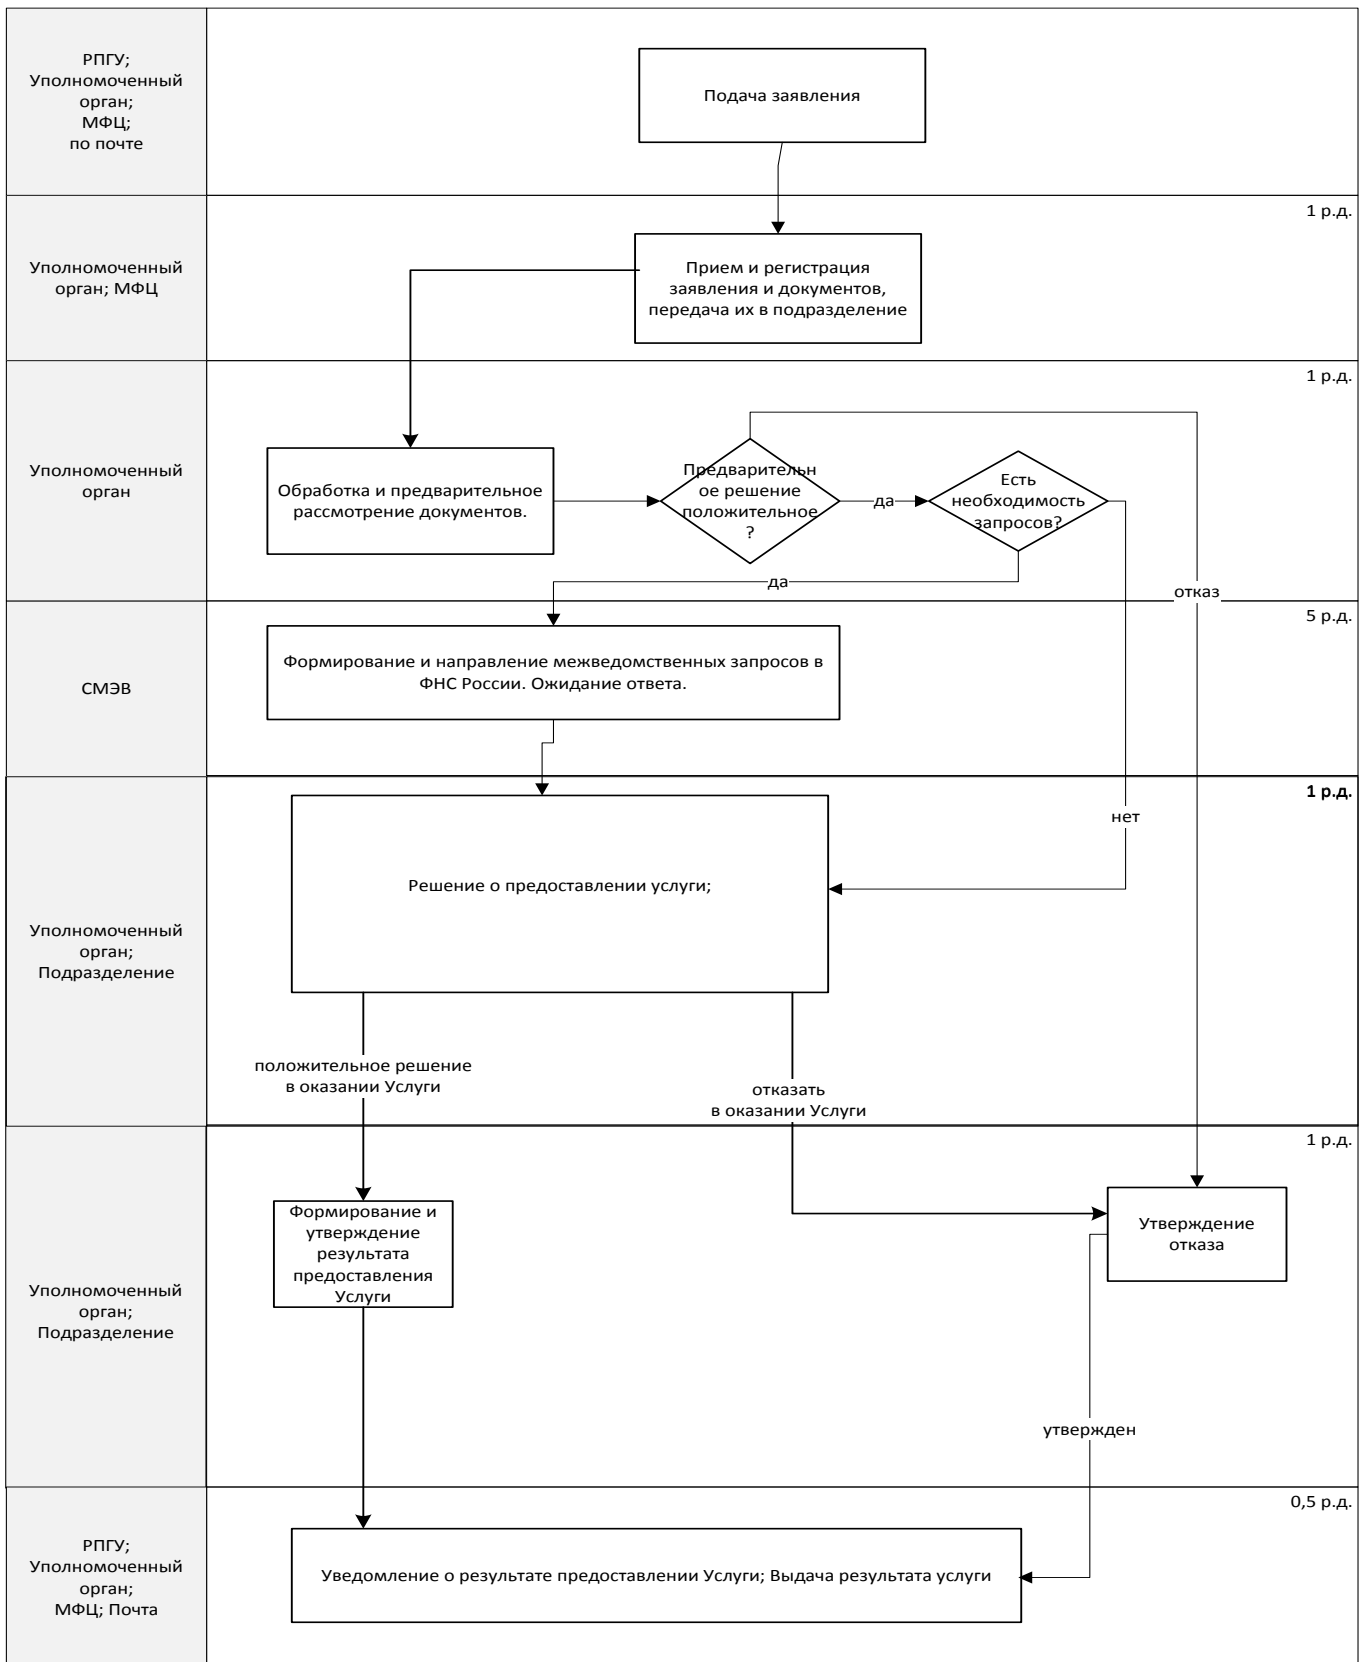 РПГУ;
Уполномоченный
орган;
МФЦ;
по почте
Подача заявления
1 р.д.
Уполномоченный
орган; МФЦ
Прием и регистрация
заявления и документов,
передача их в подразделение
1 р.д.
Уполномоченный
орган
Обработка и предварительное
рассмотрение документов.
Предварительн
ое решение
положительное
?
да
Есть
необходимость
запросов?
да
отказ
5 р.д.
СМЭВ
Формирование и направление межведомственных запросов в
ФНС России. Ожидание ответа.
1 р.д.
нет
Уполномоченный
орган;
Подразделение
Решение о предоставлении услуги;
положительное решение
в оказании Услуги
отказать
в оказании Услуги
1 р.д.
Уполномоченный
орган;
Подразделение
Формирование и
утверждение
результата
предоставления
Услуги
Утверждение
отказа
утвержден
0,5 р.д.
РПГУ;
Уполномоченный
орган;
МФЦ; Почта
Уведомление о результате предоставлении Услуги; Выдача результата услуги